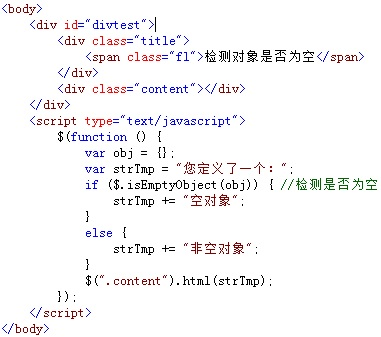 <body>
    <div id="divtest">
        <div class="title">
            <span class="fl">检测对象是否为空</span>
        </div>
        <div class="content"></div>
    </div>
    <script type="text/javascript">
        $(function () {
            var obj = {};
            var strTmp = "您定义了一个：";
            if ($.isEmptyObject(obj)) { //检测是否为空
                strTmp += "空对象";
            }
            else {
                strTmp += "非空对象";
            }
            $(".content").html(strTmp);
        });
    </script>
</body>